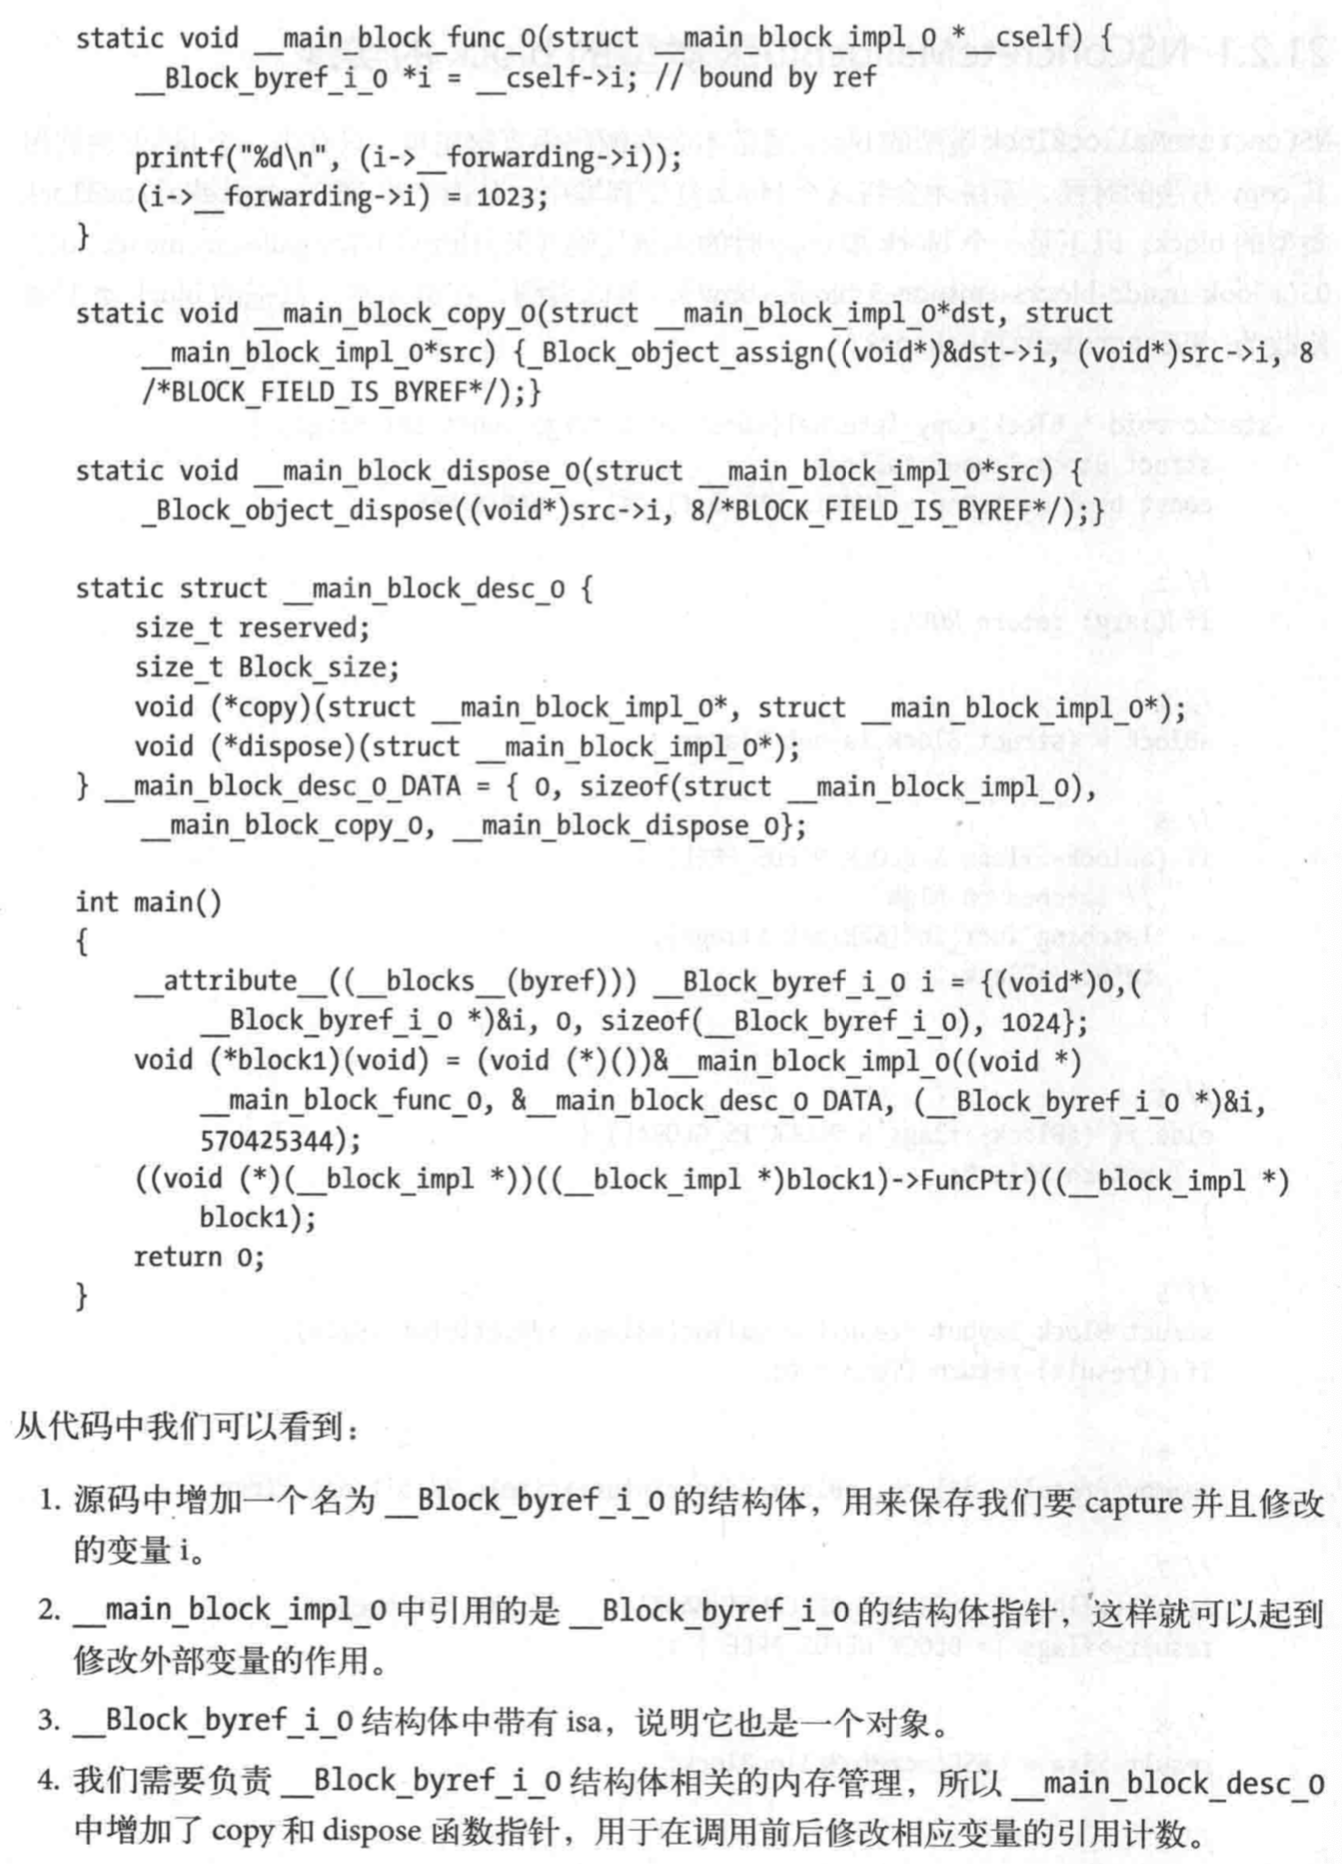 static void __main_block_func_0(struct __main_block_impl_0 *__cself) {
__Block_byref_i_0 *i = __cself->i; // bound by ref
printf("%d\n", (i->__forwarding->i));
(i->__forwarding->i) = 1023;
}
static void __main_block_copy_0(struct __main_block_impl_0*dst, struct
__main_block_impl_0*src) {_Block_object_assign((void*)&dst->i, (void*)src->i, 8
/*BLOCK_FIELD_IS_BYREF*/);}
static void __main_block_dispose_0(struct __main_block_impl_0*src) {
_Block_object_dispose((void*)src->i, 8/*BLOCK_FIELD_IS_BYREF*/);}
static struct __main_block_desc_0 {
size_t reserved;
size_t Block_size;
void (*copy)(struct __main_block_impl_0*, struct __main_block_impl_0*);
void (*dispose)(struct __main_block_impl_0*);
} __main_block_desc_0_DATA = { 0, sizeof(struct __main_block_impl_0),
__main_block_copy_0, __main_block_dispose_0};
int main()
{
__attribute__((__blocks__(byref))) __Block_byref_i_0 i = {(void*)0,(
__Block_byref_i_0 *)&i, 0, sizeof(__Block_byref_i_0), 1024};
void (*block1)(void) = (void (*)())&__main_block_impl_0((void *)
__main_block_func_0, &__main_block_desc_0_DATA, (__Block_byref_i_0 *)&i,
570425344);
((void (*)(__block_impl *))((__block_impl *)block1)->FuncPtr)((__block_impl *)
block1);
return 0;
}
从代码中我们可以看到：
1. 源码中增加一个名为 __Block_byref_i_0 的结构体，用来保存我们要 capture 并且修改
的变量 i。
2. __main_block_impl_0 中引用的是 __Block_byref_i_0 的结构体指针，这样就可以起到
修改外部变量的作用。
3. __Block_byref_i_0 结构体中带有 isa，说明它也是一个对象。
4. 我们需要负责 __Block_byref_i_0 结构体相关的内存管理，所以 __main_block_desc_0
中增加了 copy 和 dispose 函数指针，用于在调用前后修改相应变量的引用计数。